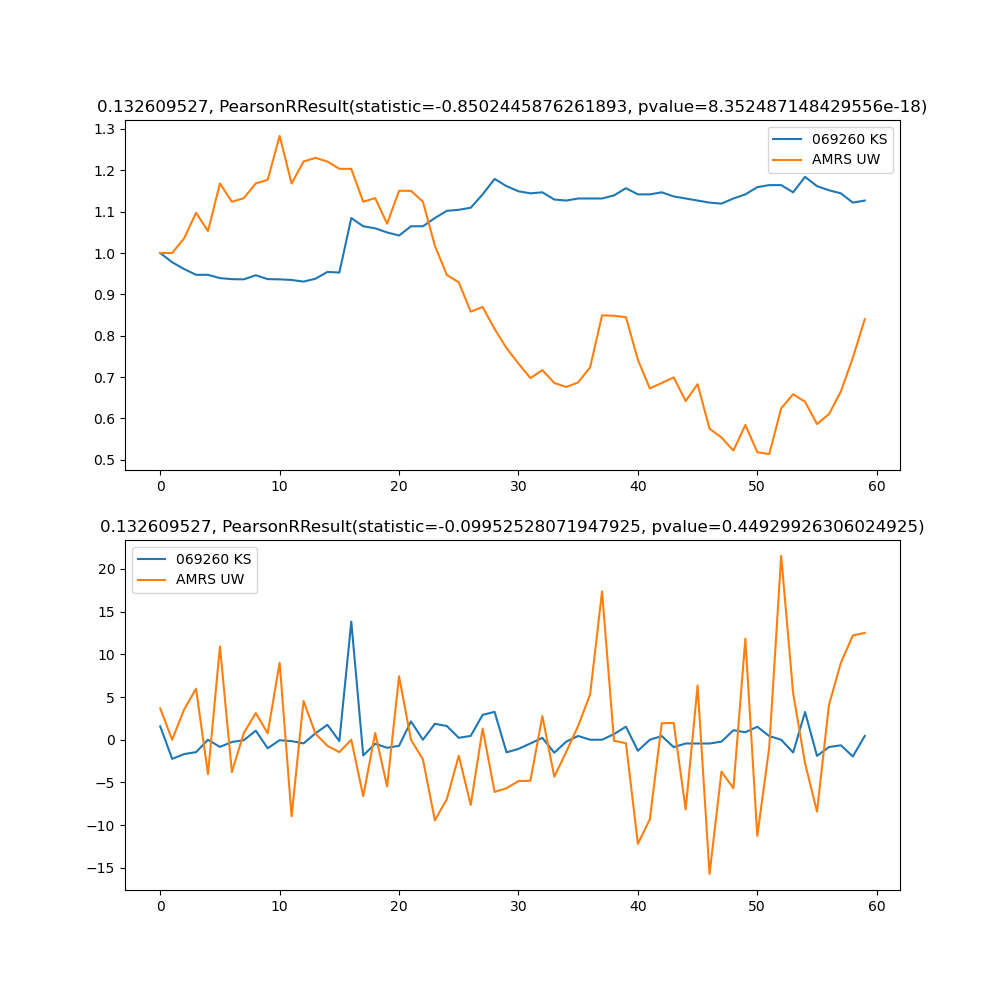 0.132609527, PearsonRResult(statistic=-0.8502445876261893, pvalue=8.352487148429556e-18)
069260 KS
AMRS UW
1.3
1.2
1.1
1.0
0.9
0.8
0.7
0.6
0.5
0 10 20 30 40 50 60
0.132609527, PearsonRResult(statistic=-0.09952528071947925, pvalue=0.44929926306024925)
069260 KS
AMRS UW
20
15
10
5
0
−5
−10
−15
0 10 20 30 40 50 60